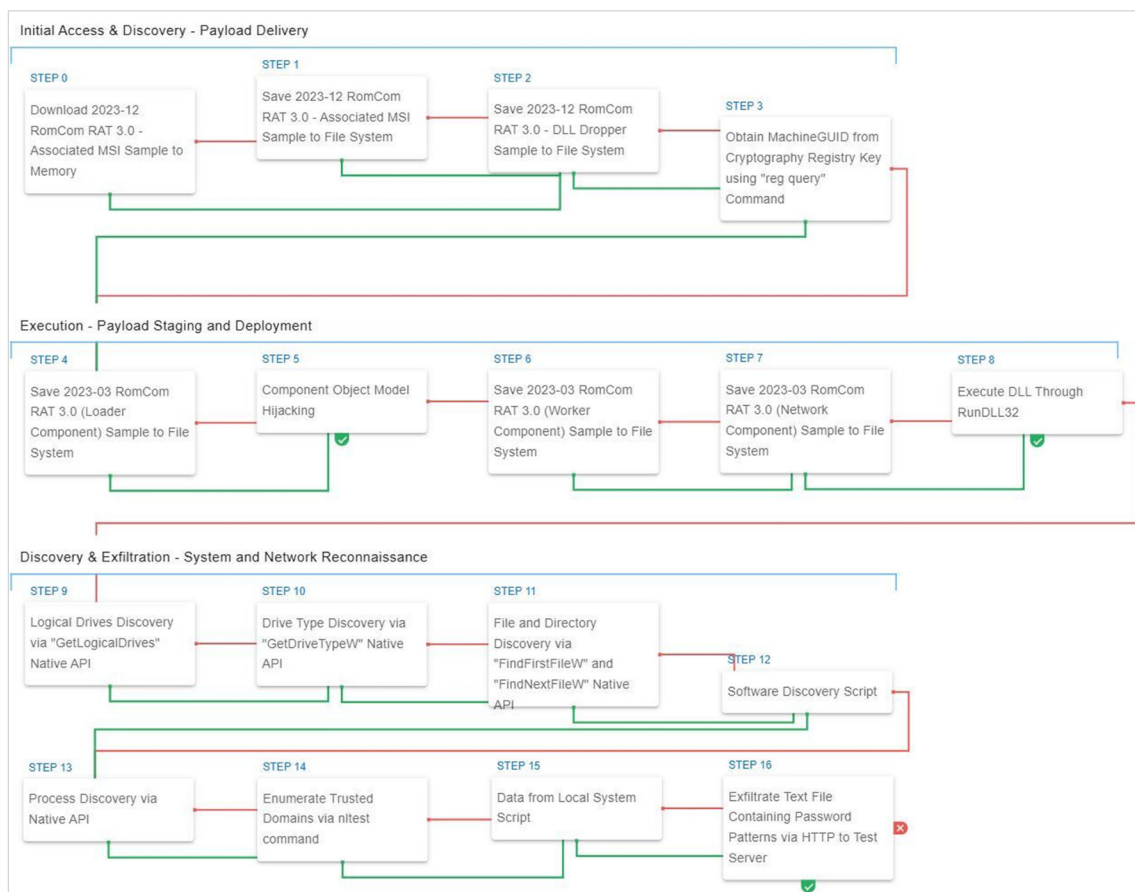 Initial Access & Discovery - Payload Delivery
STEP 0
Download 2023-12
RomCom RAT 3.0 -
Associated MSI Sample to
Memory
STEP 1
Save 2023-12 RomCom
RAT 3.0 - Associated MSI
Sample to File System
STEP 2
Save 2023-12 RomCom
RAT 3.0 - DLL Dropper
Sample to File System
STEP 3
Obtain MachineGUID from
Cryptography Registry Key
using "reg query"
Command
Execution - Payload Staging and Deployment
STEP 4
Save 2023-03 RomCom
RAT 3.0 (Loader
Component) Sample to File
System
STEP 5
Component Object Model
Hijacking
STEP 6
Save 2023-03 RomCom
RAT 3.0 (Worker
Component) Sample to File
System
STEP 7
Save 2023-03 RomCom
RAT 3.0 (Network
Component) Sample to File
System
STEP 8
Execute DLL Through
RunDLL32
Discovery & Exfiltration - System and Network Reconnaissance
STEP 9
Logical Drives Discovery
via "GetLogicalDrives"
Native API
STEP 10
Drive Type Discovery via
"GetDriveTypeW" Native
API
STEP 11
File and Directory
Discovery via
"FindFirstFileW" and
"FindNextFileW" Native
API
STEP 12
Software Discovery Script
STEP 13
Process Discovery via
Native API
STEP 14
Enumerate Trusted
Domains via nltest
command
STEP 15
Data from Local System
Script
STEP 16
Exfiltrate Text File
Containing Password
Patterns via HTTP to Test
Server